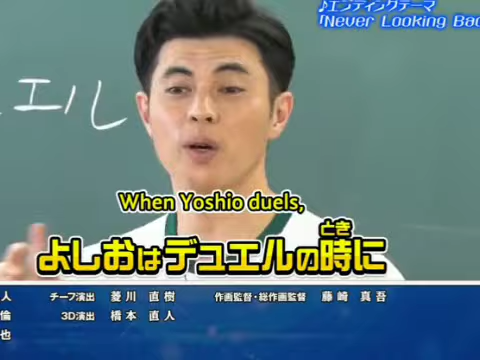 ♪エンディングテーマ
「Never Looking Bac
エル
When Yoshio duels,
とき
よしおはデュエルの時に
人 チーフ演出 菱川 直樹 作画監督・総作画監督 藤崎 真吾
倫 3D演出 橋本 直人
也